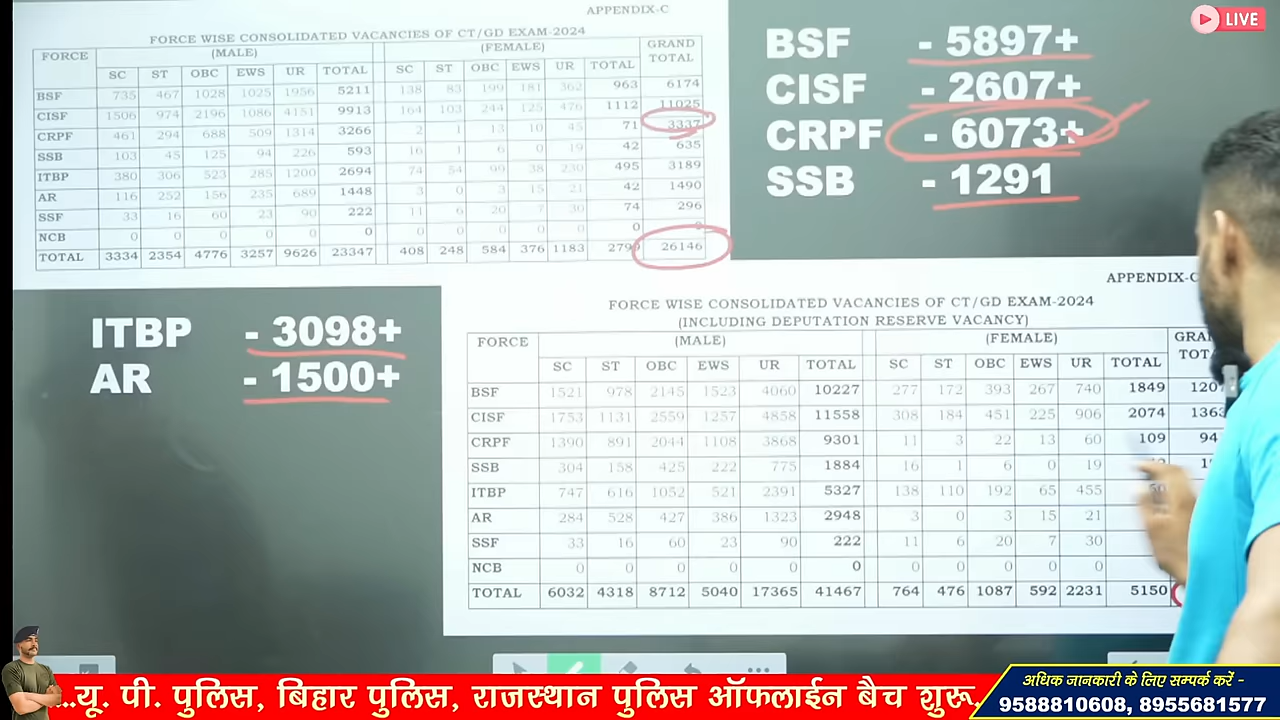 APPENDIX-C
LIVE
FORCE WISE CONSOLIDATED VACANCIES OF CT/GD EXAM-2024
FORCE (MALE) (FEMALE) GRAND TOTAL
SC ST OBC EWS UR TOTAL SC ST OBC EWS UR TOTAL
BSF 735 467 1028 1025 1956 5211 138 83 199 181 362 963 6174
CISF 1506 974 2196 1086 4151 9913 164 103 244 125 476 1112 11025
CRPF 461 294 688 509 1314 3266 2 1 13 10 45 71 3337
SSB 103 45 125 94 226 593 16 1 6 0 19 42 635
ITBP 380 306 523 285 1200 2694 74 54 99 38 230 495 3189
AR 116 252 156 235 689 1448 3 0 3 15 21 42 1490
SSF 33 16 60 23 90 222 11 6 20 7 30 74 296
NCB 0 0 0 0 0 0 0 0 0 0 0 0
TOTAL 3334 2354 4776 3257 9626 23347 408 248 584 376 1183 26146
BSF - 5897+
CISF - 2607+
CRPF - 6073+
SSB - 1291
ITBP - 3098+
AR - 1500+
APPENDIX-C
FORCE WISE CONSOLIDATED VACANCIES OF CT/GD EXAM-2024
(INCLUDING DEPUTATION RESERVE VACANCY)
FORCE (MALE) (FEMALE)
SC ST OBC EWS UR TOTAL SC ST OBC EWS UR TOTAL
BSF 1521 978 2145 1523 4060 10227 277 172 393 267 740 1849
CISF 1753 1131 2559 1257 4858 11558 308 184 451 225 906 2074
CRPF 1390 891 2044 1108 3868 9301 11 3 22 13 60 109
SSB 304 158 425 222 775 1884 16 1 6 0 19
ITBP 747 616 1052 521 2391 5327 138 110 192 65 455
AR 284 528 427 386 1323 2948 3 0 3 15 21
SSF 33 16 60 23 90 222 11 6 20 7 30
NCB 0 0 0 0 0 0 0 0 0 0 0
TOTAL 6032 4318 8712 5040 17365 41467 764 476 1087 592 2231 5150
...यू. पी. पुलिस, बिहार पुलिस, राजस्थान पुलिस ऑफलाईन बैच शुरू.
अधिक जानकारी के लिए सम्पर्क करें -
9588810608, 8955681577